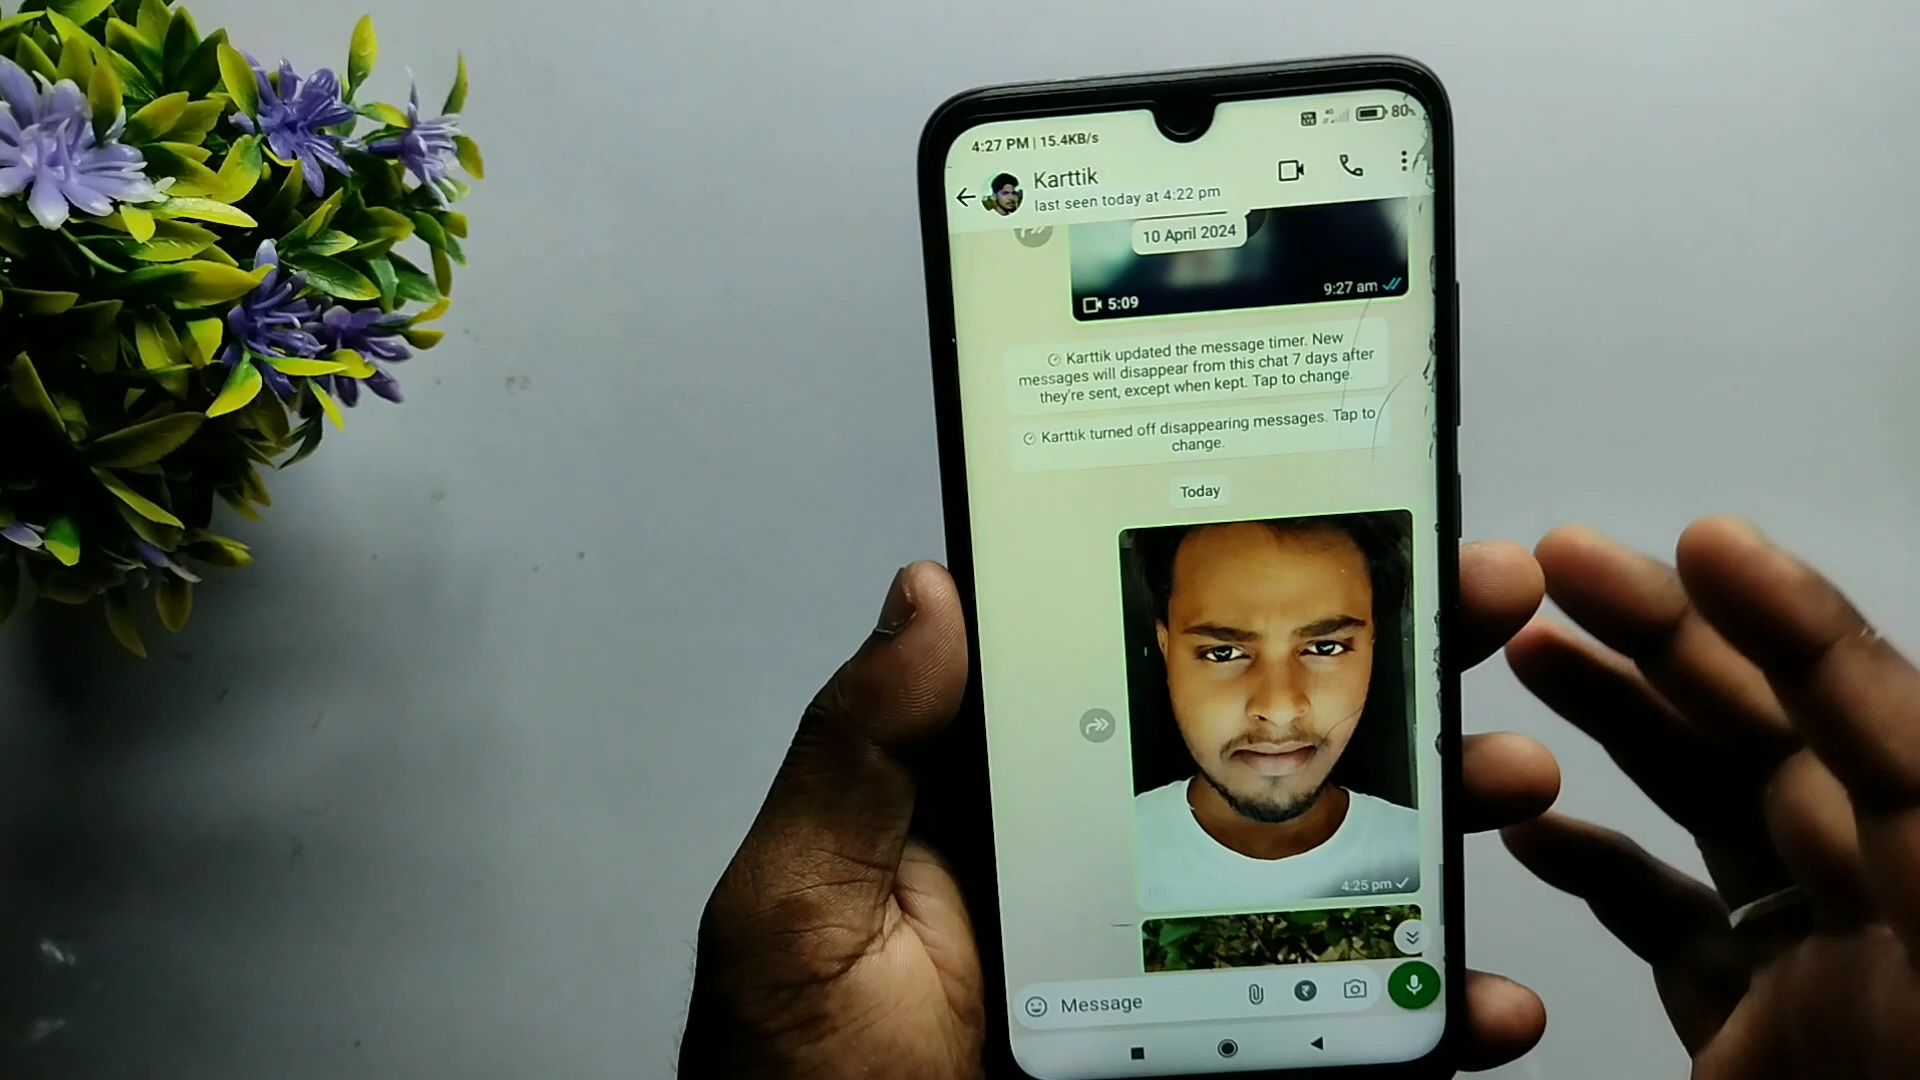 4:27 PM | 15.4KB/s
80%
Karttik
last seen today at 4:22 pm
10 April 2024
5:09
9:27 am
Karttik updated the message timer. New
messages will disappear from this chat 7 days after
they're sent, except when kept. Tap to change.
Karttik turned off disappearing messages. Tap to
change.
Today
4:25 pm
Message